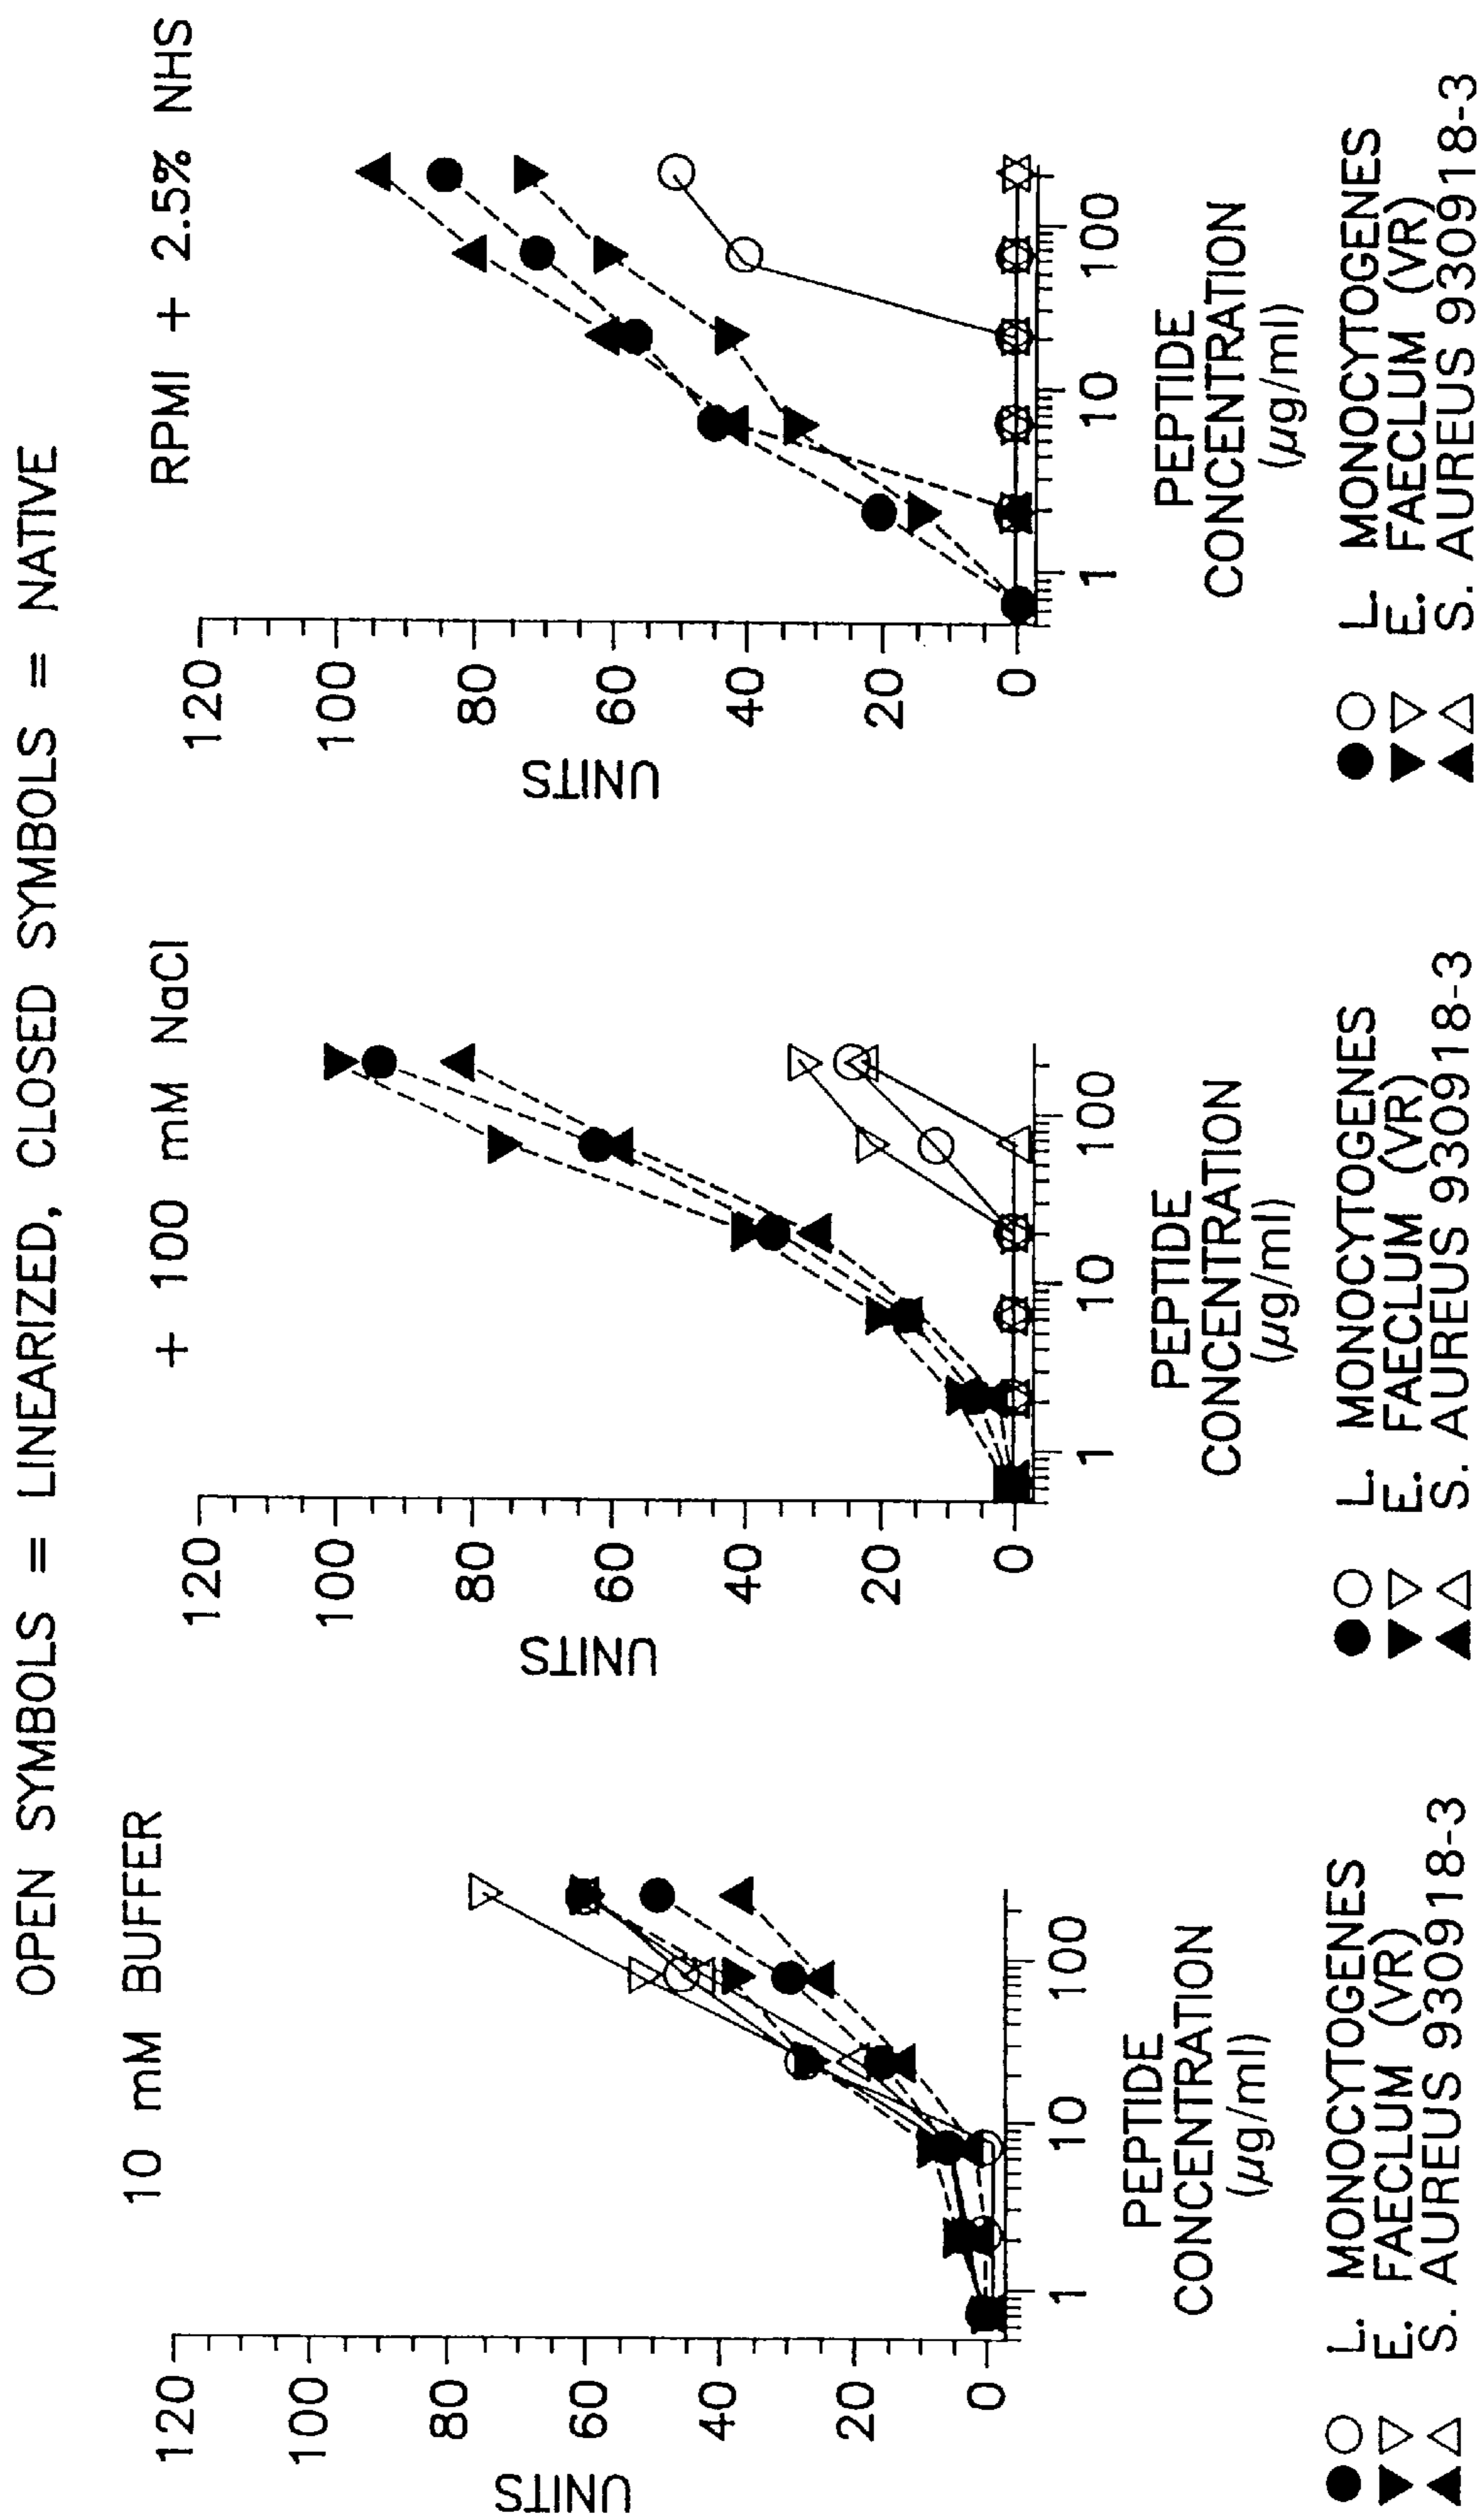 OPEN SYMBOLS = LINEARIZED, CLOSED SYMBOLS = NATIVE
10 mM BUFFER
120
100
80
60
40
20
0
UNITS
1
10
100
PEPTIDE
CONCENTRATION
(μg/ml)
L. MONOCYTOGENES
E. FAECLUM (VR)
S. AUREUS 930918-3
+ 100 mM NaCl
120
100
80
60
40
20
0
UNITS
1
10
100
PEPTIDE
CONCENTRATION
(μg/ml)
L. MONOCYTOGENES
E. FAECLUM (VR)
S. AUREUS 930918-3
RPMI + 2.5% NHS
120
100
80
60
40
20
0
UNITS
1
10
100
PEPTIDE
CONCENTRATION
(μg/ml)
L. MONOCYTOGENES
E. FAECLUM (VR)
S. AUREUS 930918-3